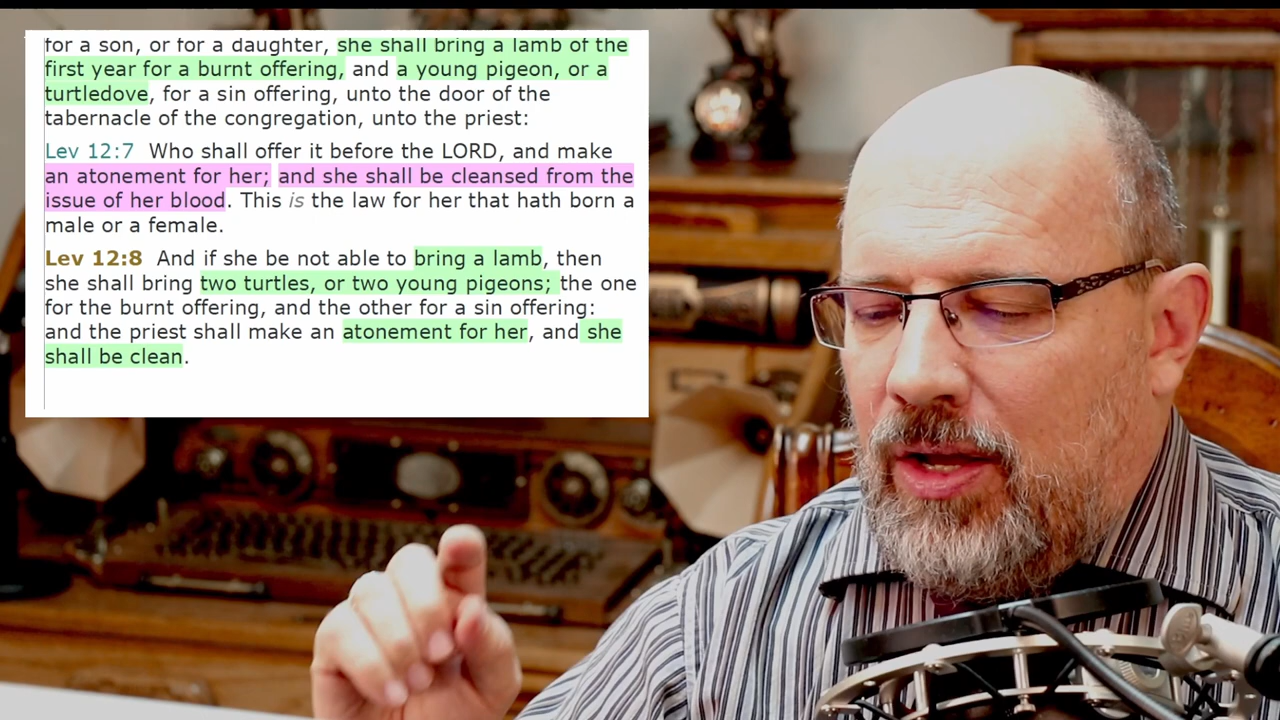 for a son, or for a daughter, she shall bring a lamb of the
first year for a burnt offering, and a young pigeon, or a
turtledove, for a sin offering, unto the door of the
tabernacle of the congregation, unto the priest:
Lev 12:7 Who shall offer it before the LORD, and make
an atonement for her; and she shall be cleansed from the
issue of her blood. This is the law for her that hath born a
male or a female.
Lev 12:8 And if she be not able to bring a lamb, then
she shall bring two turtles, or two young pigeons; the one
for the burnt offering, and the other for a sin offering:
and the priest shall make an atonement for her, and she
shall be clean.